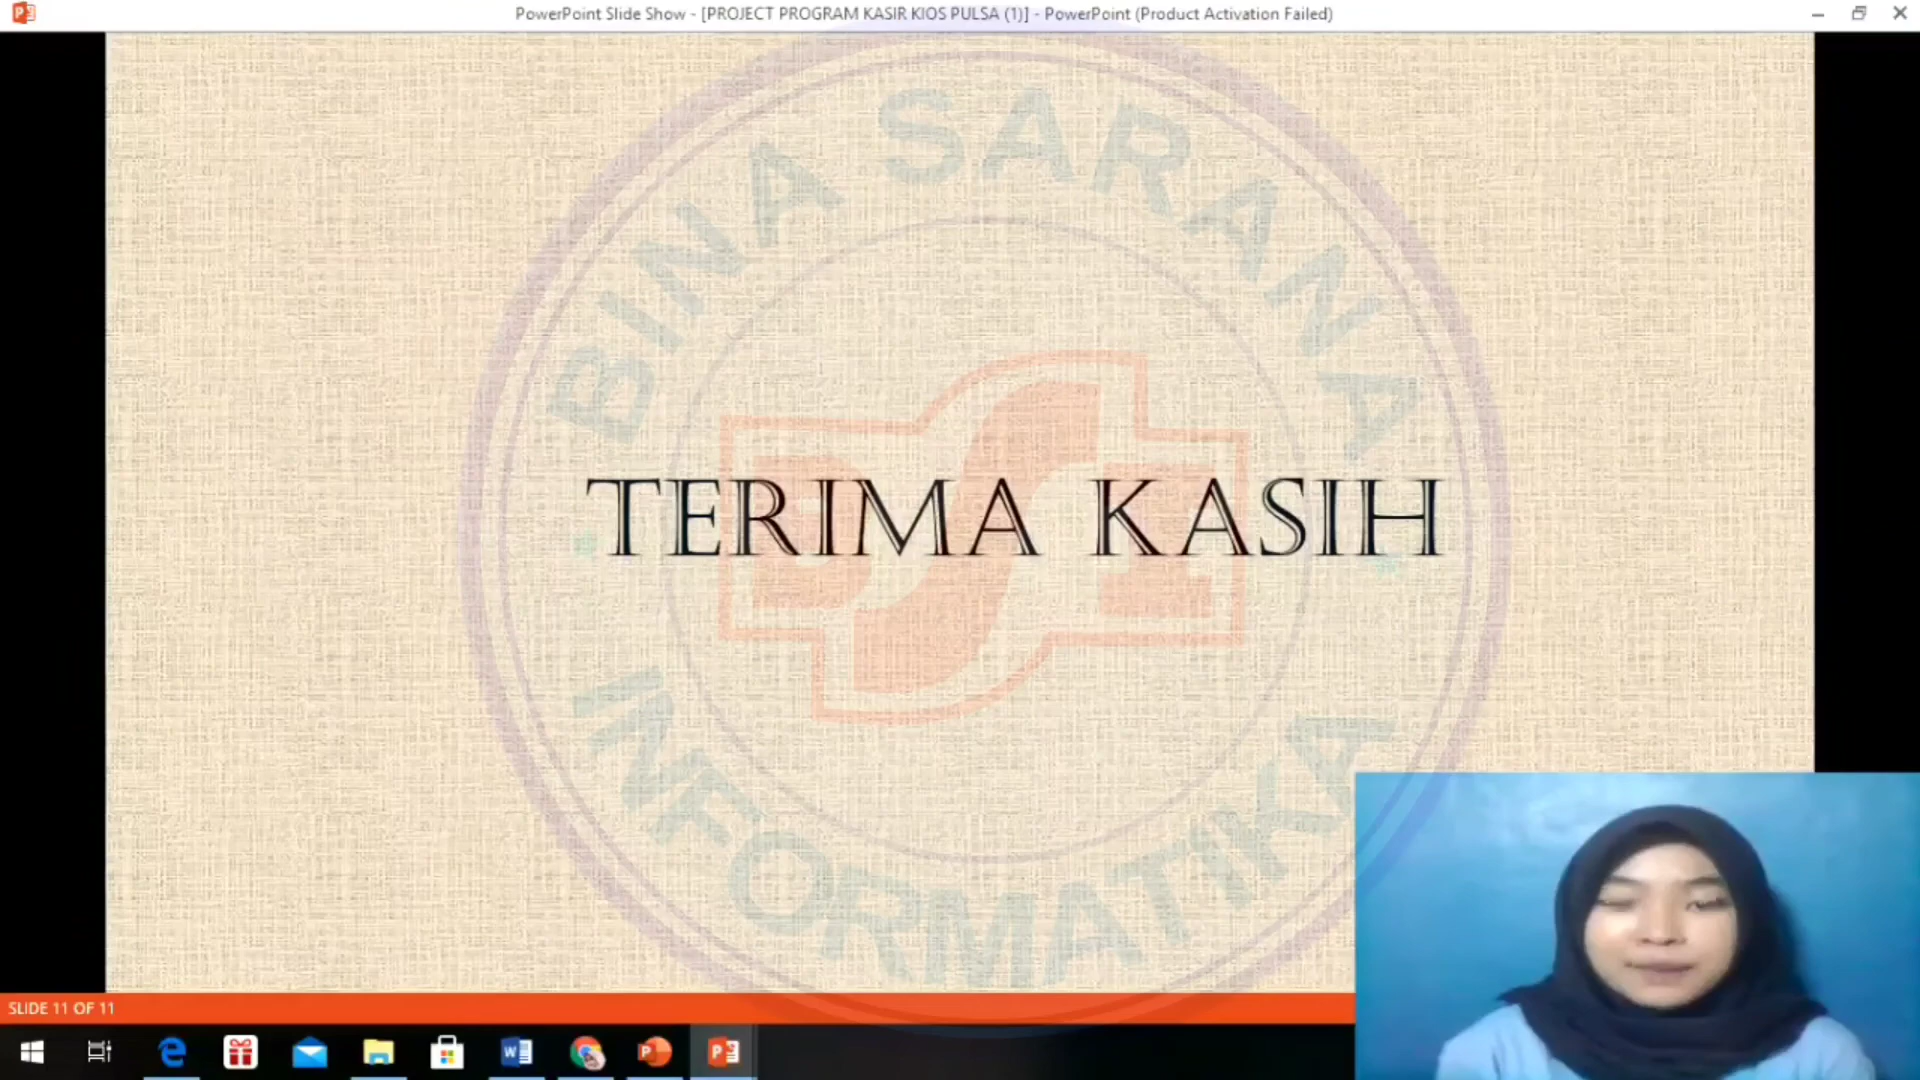 PowerPoint Slide Show - [PROJECT PROGRAM KASIR KIOS PULSA (1)] - PowerPoint (Product Activation Failed)
BINA SARANA
BSI
TERIMA KASIH
INFORMATIKA
SLIDE 11 OF 11